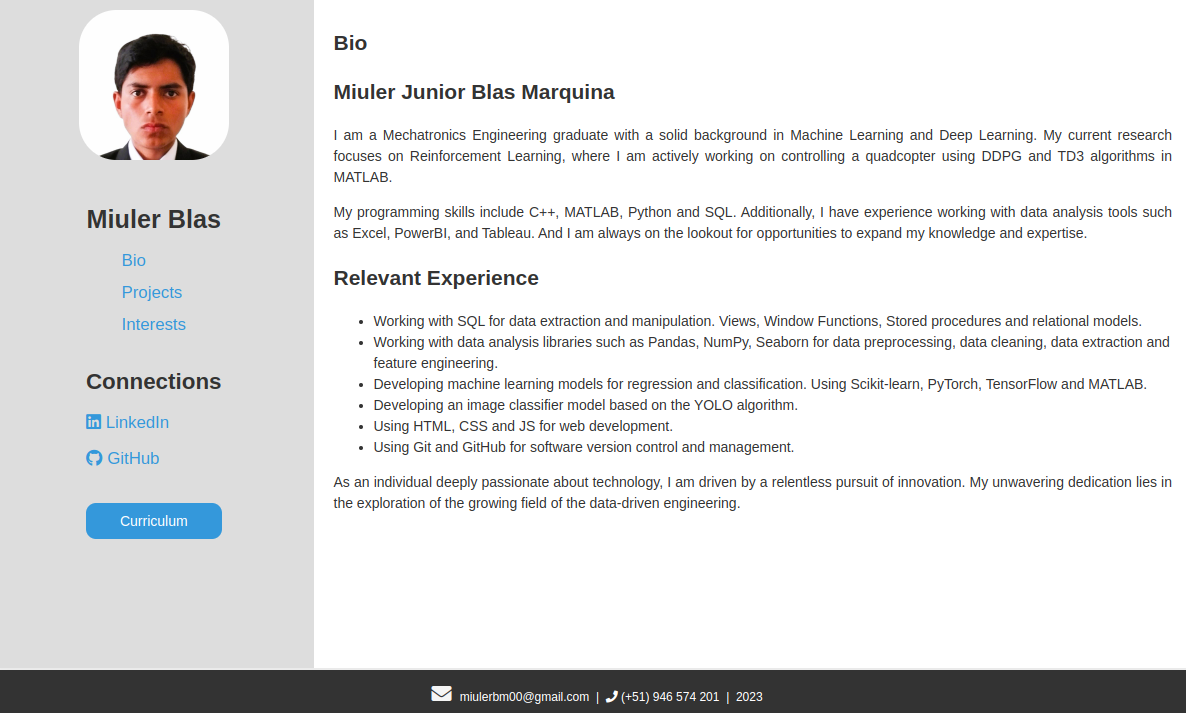 Miuler Blas
Bio
Projects
Interests
Connections
LinkedIn
GitHub
Curriculum
Bio
Miuler Junior Blas Marquina
I am a Mechatronics Engineering graduate with a solid background in Machine Learning and Deep Learning. My current research
focuses on Reinforcement Learning, where I am actively working on controlling a quadcopter using DDPG and TD3 algorithms in
MATLAB.
My programming skills include C++, MATLAB, Python and SQL. Additionally, I have experience working with data analysis tools such
as Excel, PowerBI, and Tableau. And I am always on the lookout for opportunities to expand my knowledge and expertise.
Relevant Experience
• Working with SQL for data extraction and manipulation. Views, Window Functions, Stored procedures and relational models.
• Working with data analysis libraries such as Pandas, NumPy, Seaborn for data preprocessing, data cleaning, data extraction and
feature engineering.
• Developing machine learning models for regression and classification. Using Scikit-learn, PyTorch, TensorFlow and MATLAB.
• Developing an image classifier model based on the YOLO algorithm.
• Using HTML, CSS and JS for web development.
• Using Git and GitHub for software version control and management.
As an individual deeply passionate about technology, I am driven by a relentless pursuit of innovation. My unwavering dedication lies in
the exploration of the growing field of the data-driven engineering.
miulerbm00@gmail.com | (+51) 946 574 201 | 2023